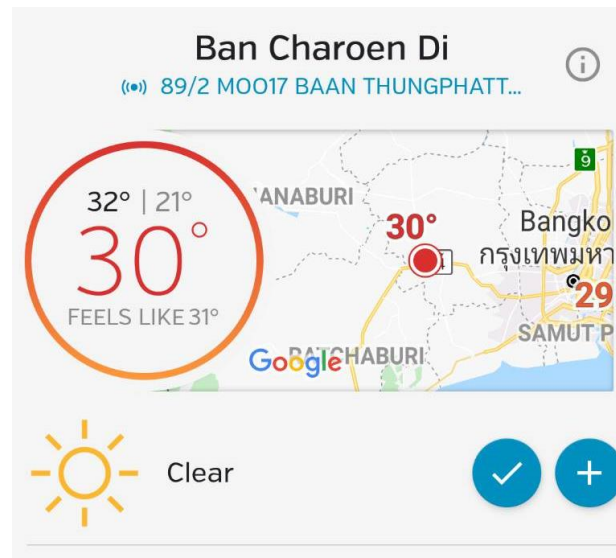 Ban Charoen Di
89/2 MOO17 BAAN THUNGPHATT...
9
32° | 21°
30°
FEELS LIKE 31°
ANABURI
30°
4
Bangko
กรุงเทพมหา
29
SAMUT P
RATCHABURI
Google
Clear